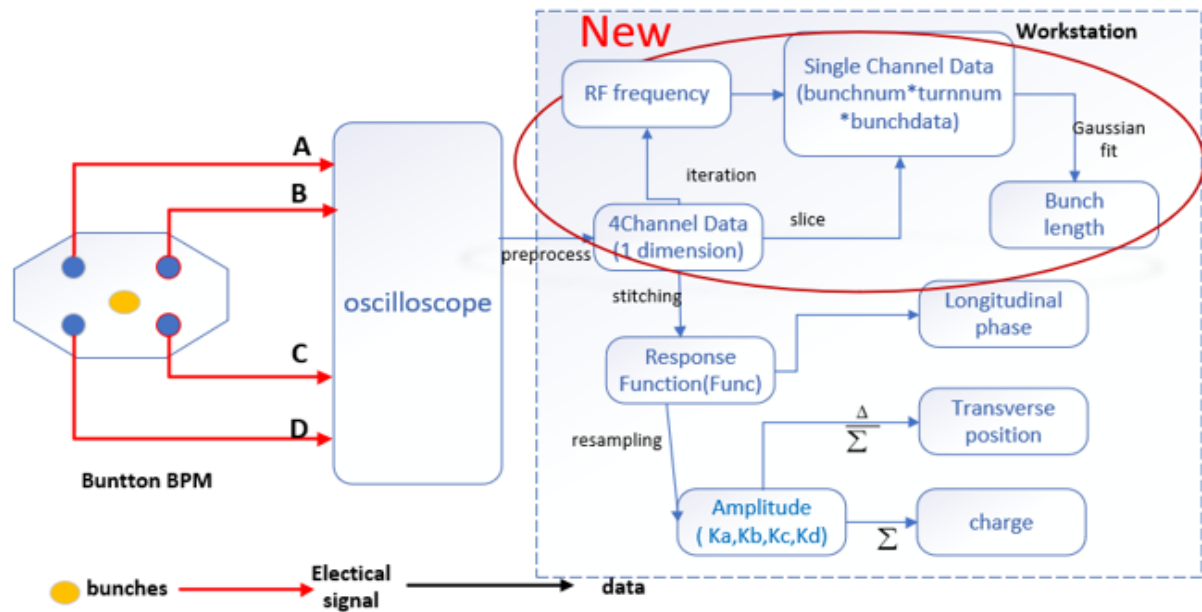 New
Workstation
RF frequency
Single Channel Data
(bunchnum*turnnum
*bunchdata)
Gaussian
fit
Bunch
length
iteration
slice
4Channel Data
(1 dimension)
preprocess
A
B
C
D
oscilloscope
Buntton BPM
stitching
Response
Function(Func)
Longitudinal
phase
resampling
Δ
Σ
Transverse
position
Amplitude
( Ka,Kb,Kc,Kd)
Σ
charge
bunches
Electical
signal
data